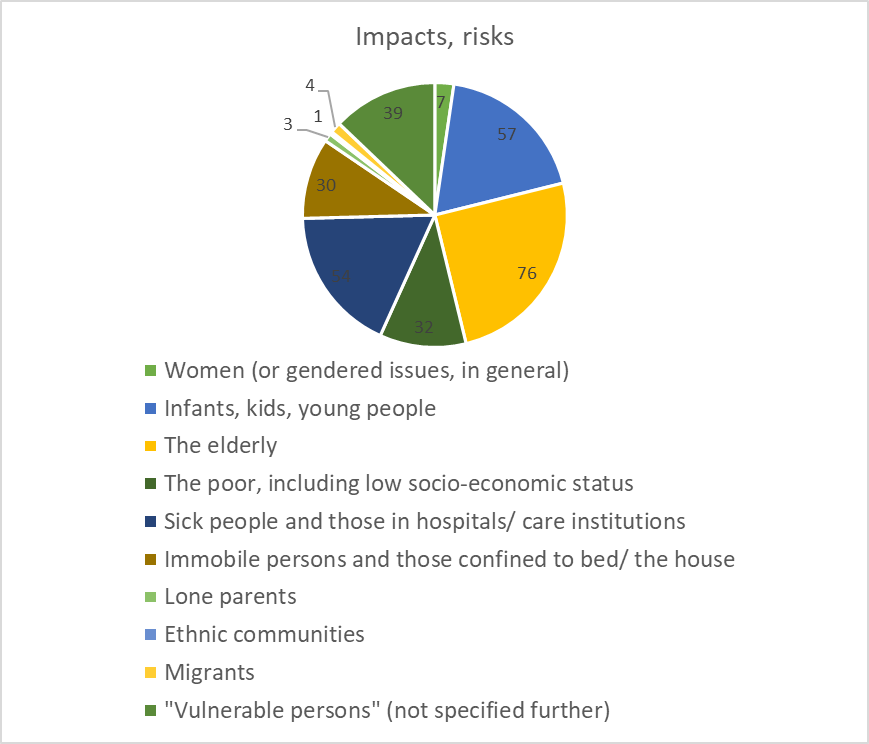 Impacts, risks
4
39
7
1
57
3
30
76
32
Women (or gendered issues, in general)
Infants, kids, young people
The elderly
The poor, including low socio-economic status
Sick people and those in hospitals/ care institutions
Immobile persons and those confined to bed/ the house
Lone parents
Ethnic communities
Migrants
"Vulnerable persons" (not specified further)